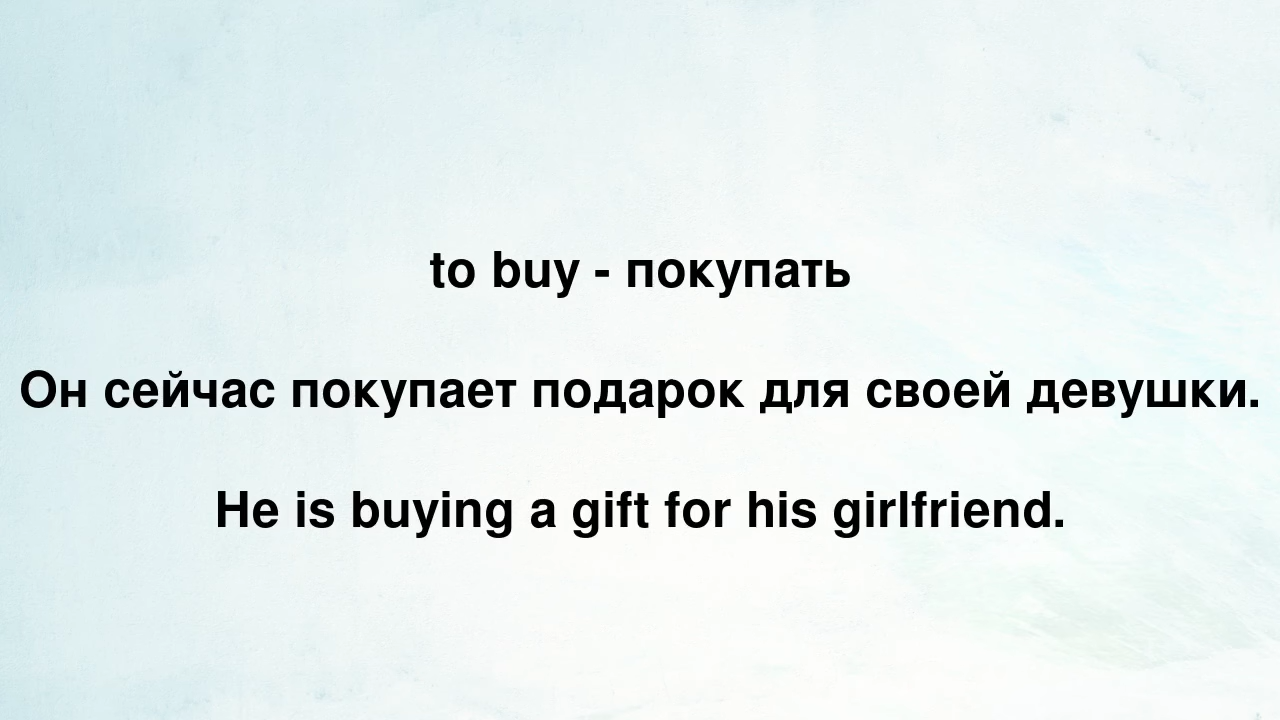 to buy - покупать
Он сейчас покупает подарок для своей девушки.
He is buying a gift for his girlfriend.